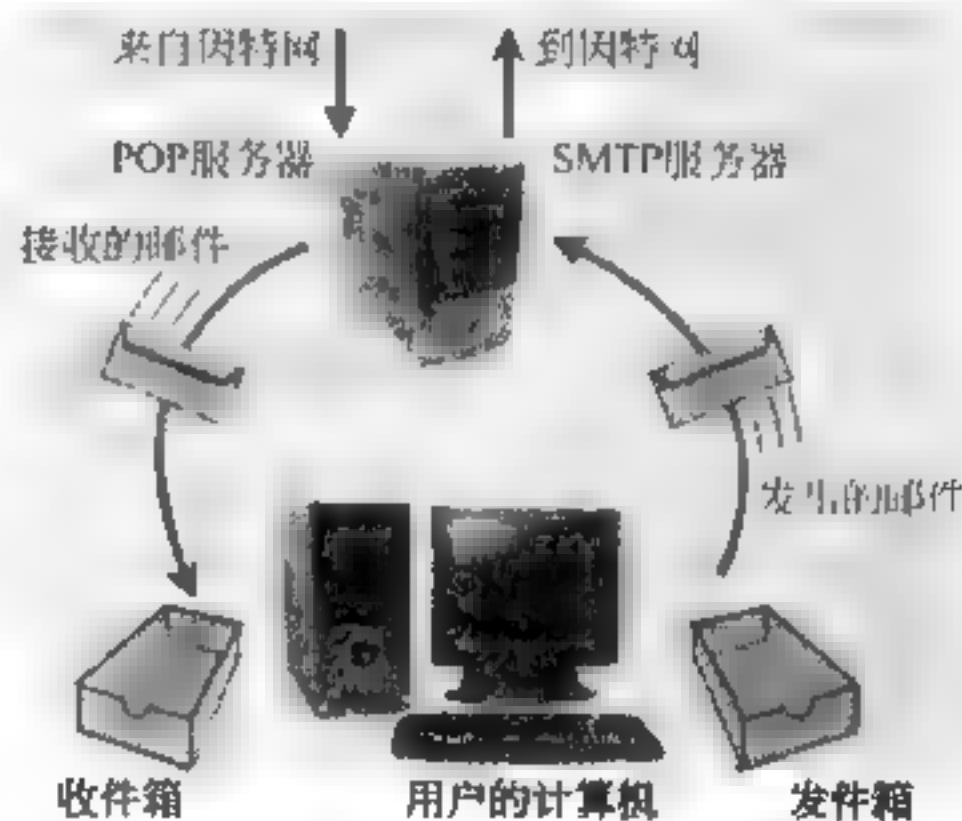 来自因特网
到因特网
POP服务器
SMTP服务器
接收的邮件
发出的邮件
收件箱
用户的计算机
发件箱